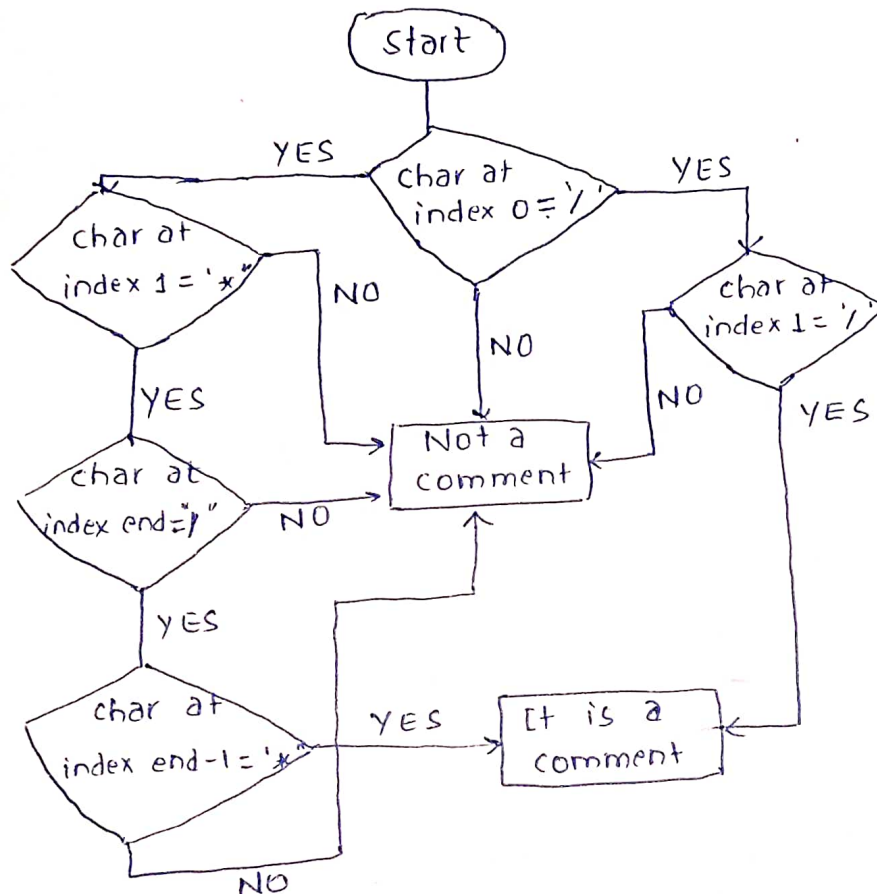 Start
YES
char at
index 0 = '/'
YES
char at
index 1 = '*"
NO
NO
char at
index 1 = '/'
NO
YES
YES
Not a
comment
char at
index end="/"
NO
YES
char at
index end-1 = '*"
YES
It is a
comment
NO